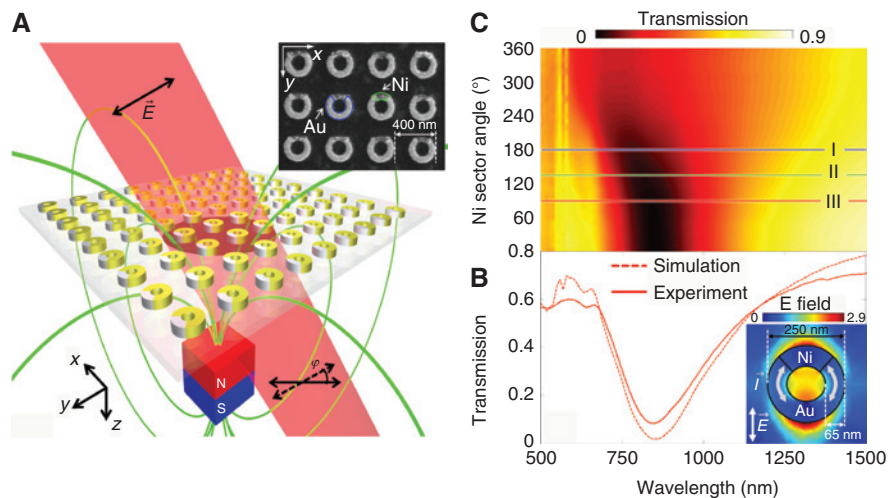 A
E
x
y
Ni
Au
400 nm
N
S
φ
x
y
z
C
Transmission
0 0.9
Ni sector angle (°)
360
300
240
180
120
60
0.8
I
II
III
B
Simulation
Experiment
Transmission
0.6
0.4
0.2
0
E field
0 2.9
250 nm
Ni
Au
I
E
65 nm
500 750 1000 1250 1500
Wavelength (nm)